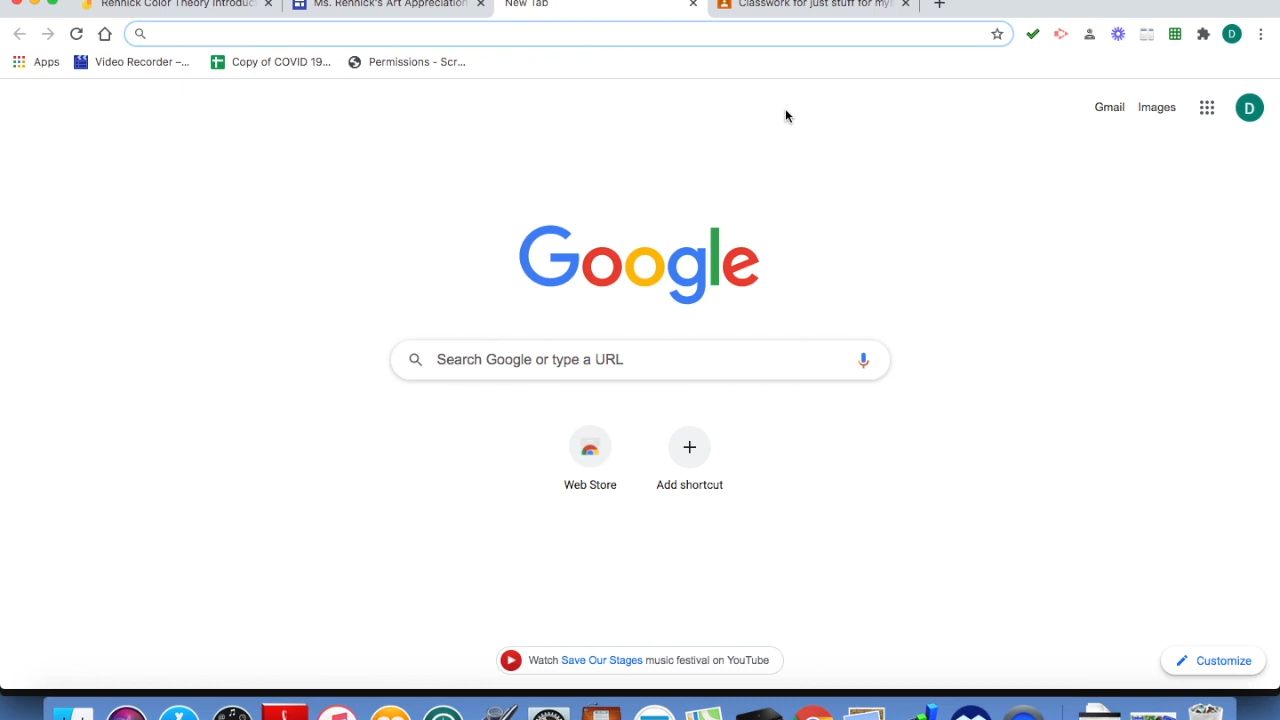 Rennick Color Theory Introduc
Ms. Rennick's Art Appreciation
New Tab
Classwork for just stuff for my
Apps
Video Recorder –...
Copy of COVID 19...
Permissions - Scr...
D
Gmail
Images
D
Google
Search Google or type a URL
Web Store
Add shortcut
Watch Save Our Stages music festival on YouTube
Customize